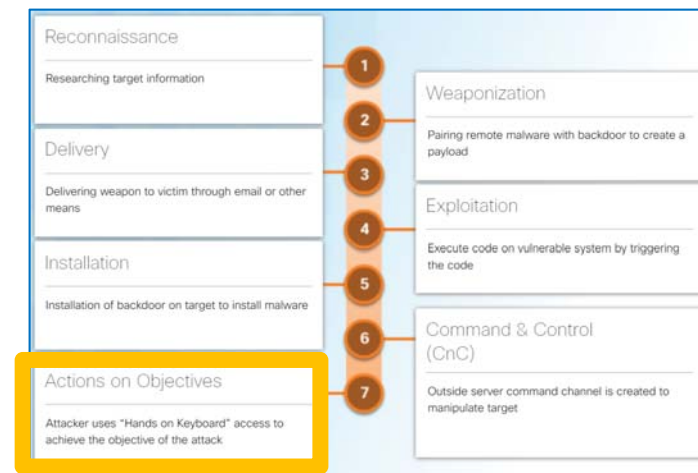 Reconnaissance
Researching target information
1
Weaponization
Pairing remote malware with backdoor to create a
payload
2
Delivery
Delivering weapon to victim through email or other
means
3
Exploitation
Execute code on vulnerable system by triggering
the code
4
Installation
Installation of backdoor on target to install malware
5
Command & Control
(CnC)
Outside server command channel is created to
manipulate target
6
Actions on Objectives
Attacker uses “Hands on Keyboard” access to
achieve the objective of the attack
7